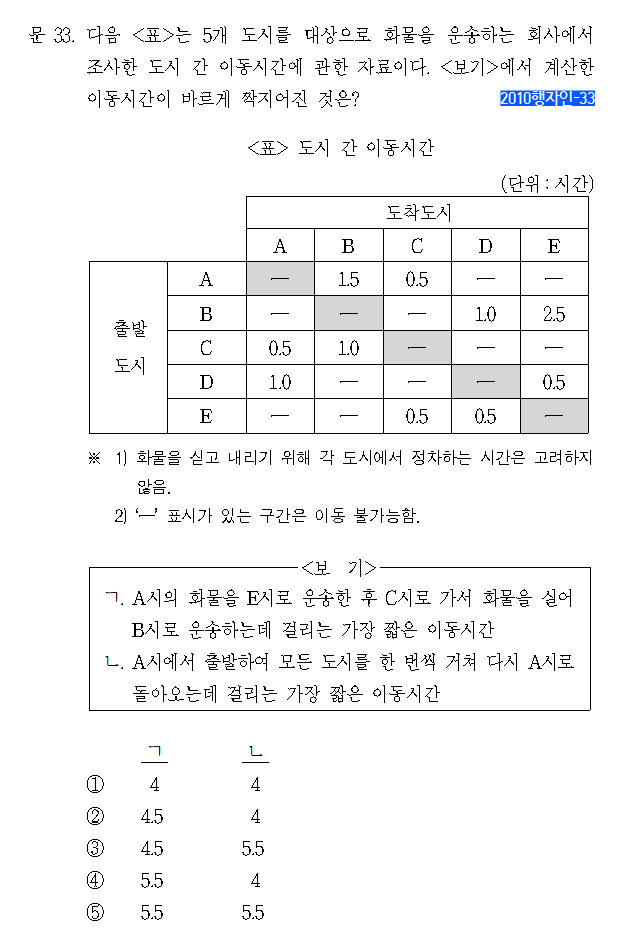 문 33. 다음 <표>는 5개 도시를 대상으로 화물을 운송하는 회사에서
조사한 도시 간 이동시간에 관한 자료이다. <보기>에서 계산한
이동시간이 바르게 짝지어진 것은?
2010행자인-33
<표> 도시 간 이동시간
(단위 : 시간)
도착도시
A B C D E
출발
도시
A ― 1.5 0.5 ― ―
B ― ― ― 1.0 2.5
C 0.5 1.0 ― ― ―
D 1.0 ― ― ― 0.5
E ― ― 0.5 0.5 ―
※ 1) 화물을 싣고 내리기 위해 각 도시에서 정차하는 시간은 고려하지
않음.
2) ‘―’ 표시가 있는 구간은 이동 불가능함.
<보 기>
ㄱ. A시의 화물을 E시로 운송한 후 C시로 가서 화물을 실어
B시로 운송하는데 걸리는 가장 짧은 이동시간
ㄴ. A시에서 출발하여 모든 도시를 한 번씩 거쳐 다시 A시로
돌아오는데 걸리는 가장 짧은 이동시간
ㄱ ㄴ
① 4 4
② 4.5 4
③ 4.5 5.5
④ 5.5 4
⑤ 5.5 5.5